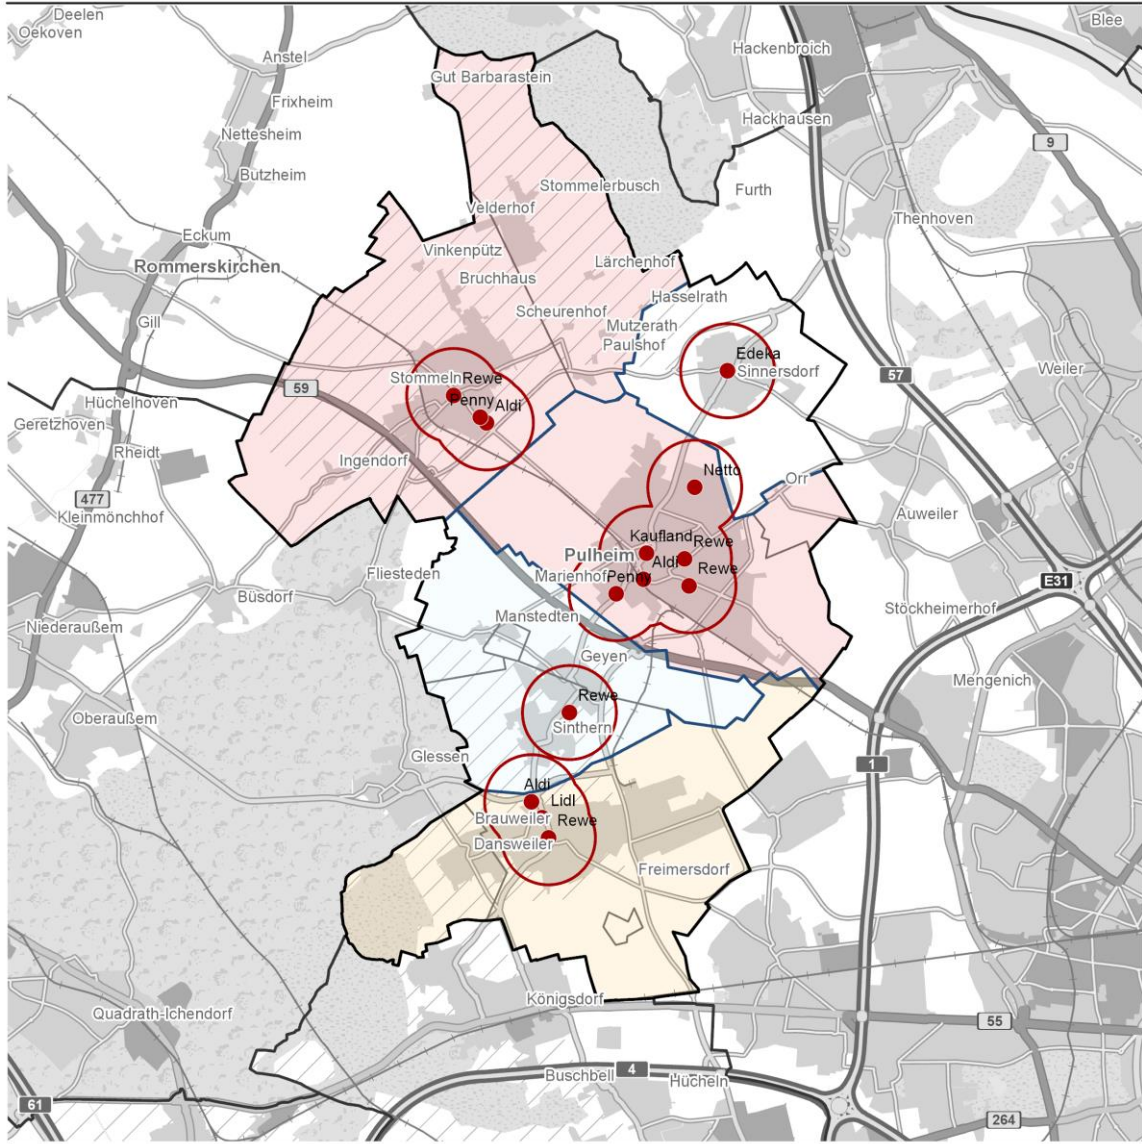 Deelen
Oekoven
Blee
Anstel
Hackenbroich
Gut Barbarastein
Frixheim
Hackhausen
Nettesheim
9
Butzheim
Stommelerbusch
Furth
Velderhof
Thenhoven
Eckum
Vinkenpütz
Rommerskirchen
Lärchenhof
Bruchhaus
Hasselrath
Scheurenhof
Gill
Mutzerath
Paulshof
Edeka
Sinnersdorf
Weiler
57
Stommeln
Rewe
59
Penny
Aldi
Hüchelhoven
Geretzhoven
Rheidt
Ingendorf
Netto
Orr
477
Kleinmönchhof
Auweiler
Kaufland
Rewe
Pulheim
Aldi
Rewe
Marienhof
Penny
Fliesteden
E31
Büsdorf
Stöckheimerhof
Manstedten
Niederaußem
Geyen
Mengenich
Rewe
Sinthern
Oberaußem
Glessen
1
Aldi
Lidl
Brauweiler
Rewe
Dansweiler
Freimersdorf
Königsdorf
Quadrath-Ichendorf
55
Buschbell
4
Hücheln
61
264